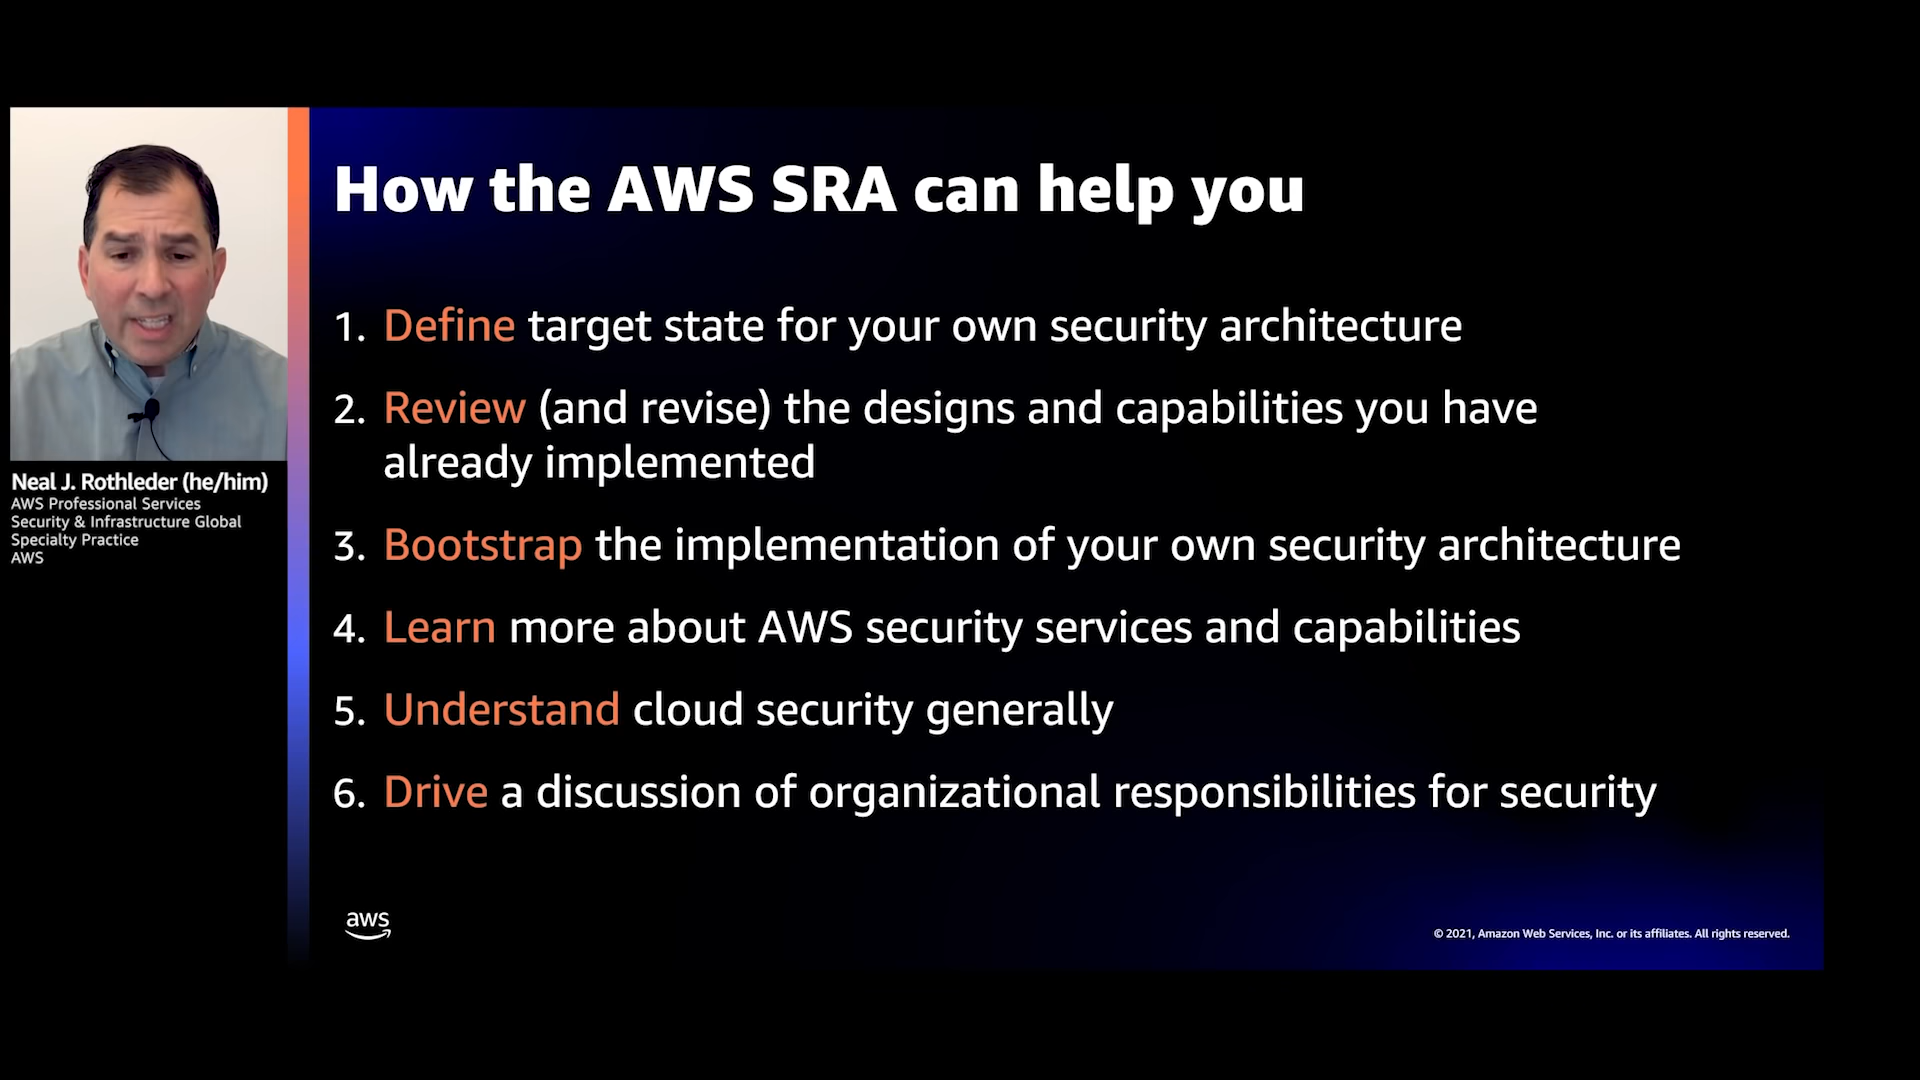 How the AWS SRA can help you
1. Define target state for your own security architecture
2. Review (and revise) the designs and capabilities you have
already implemented
3. Bootstrap the implementation of your own security architecture
4. Learn more about AWS security services and capabilities
5. Understand cloud security generally
6. Drive a discussion of organizational responsibilities for security
Neal J. Rothleder (he/him)
AWS Professional Services
Security & Infrastructure Global
Specialty Practice
AWS
aws
© 2021, Amazon Web Services, Inc. or its affiliates. All rights reserved.